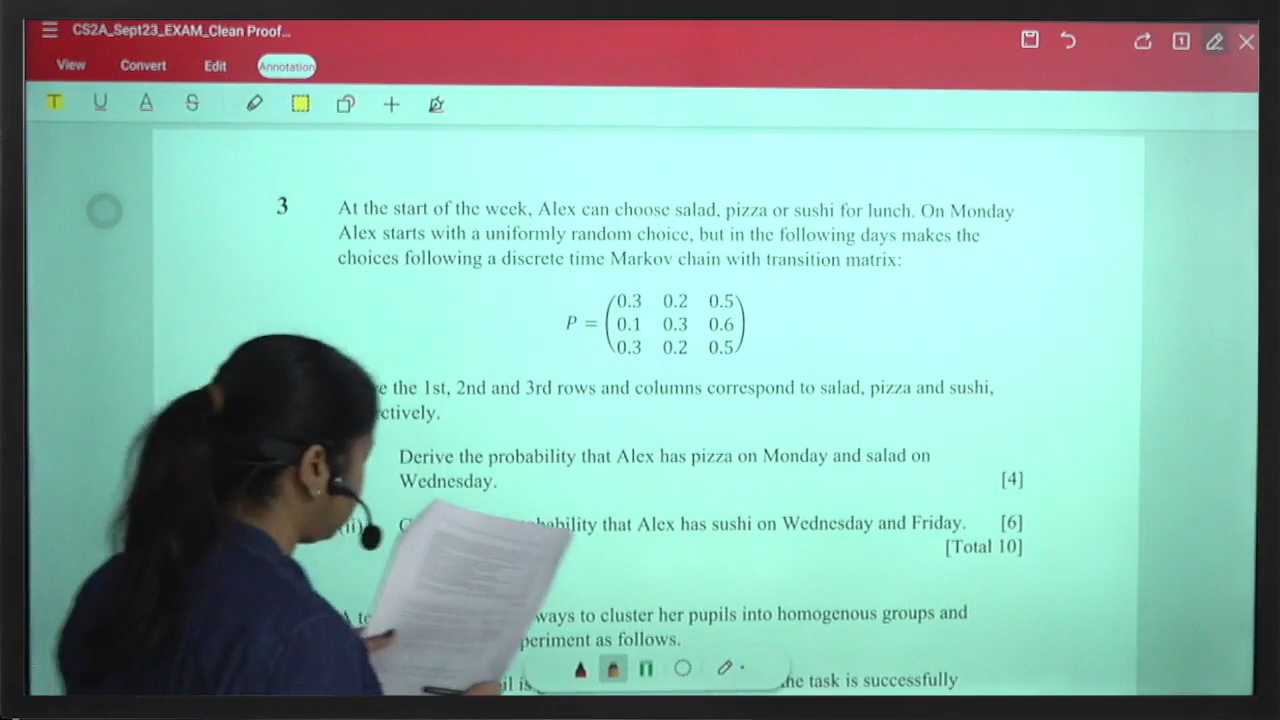 CS2A_Sept23_EXAM_Clean Proof...
View Convert Edit Annotation
T U A S
1
3 At the start of the week, Alex can choose salad, pizza or sushi for lunch. On Monday
Alex starts with a uniformly random choice, but in the following days makes the
choices following a discrete time Markov chain with transition matrix:
0.3 0.2 0.5
P = 0.1 0.3 0.6
0.3 0.2 0.5
e the 1st, 2nd and 3rd rows and columns correspond to salad, pizza and sushi,
ctively.
Derive the probability that Alex has pizza on Monday and salad on
Wednesday. [4]
(ii) bability that Alex has sushi on Wednesday and Friday. [6]
[Total 10]
ways to cluster her pupils into homogenous groups and
periment as follows.
il is he task is successfully